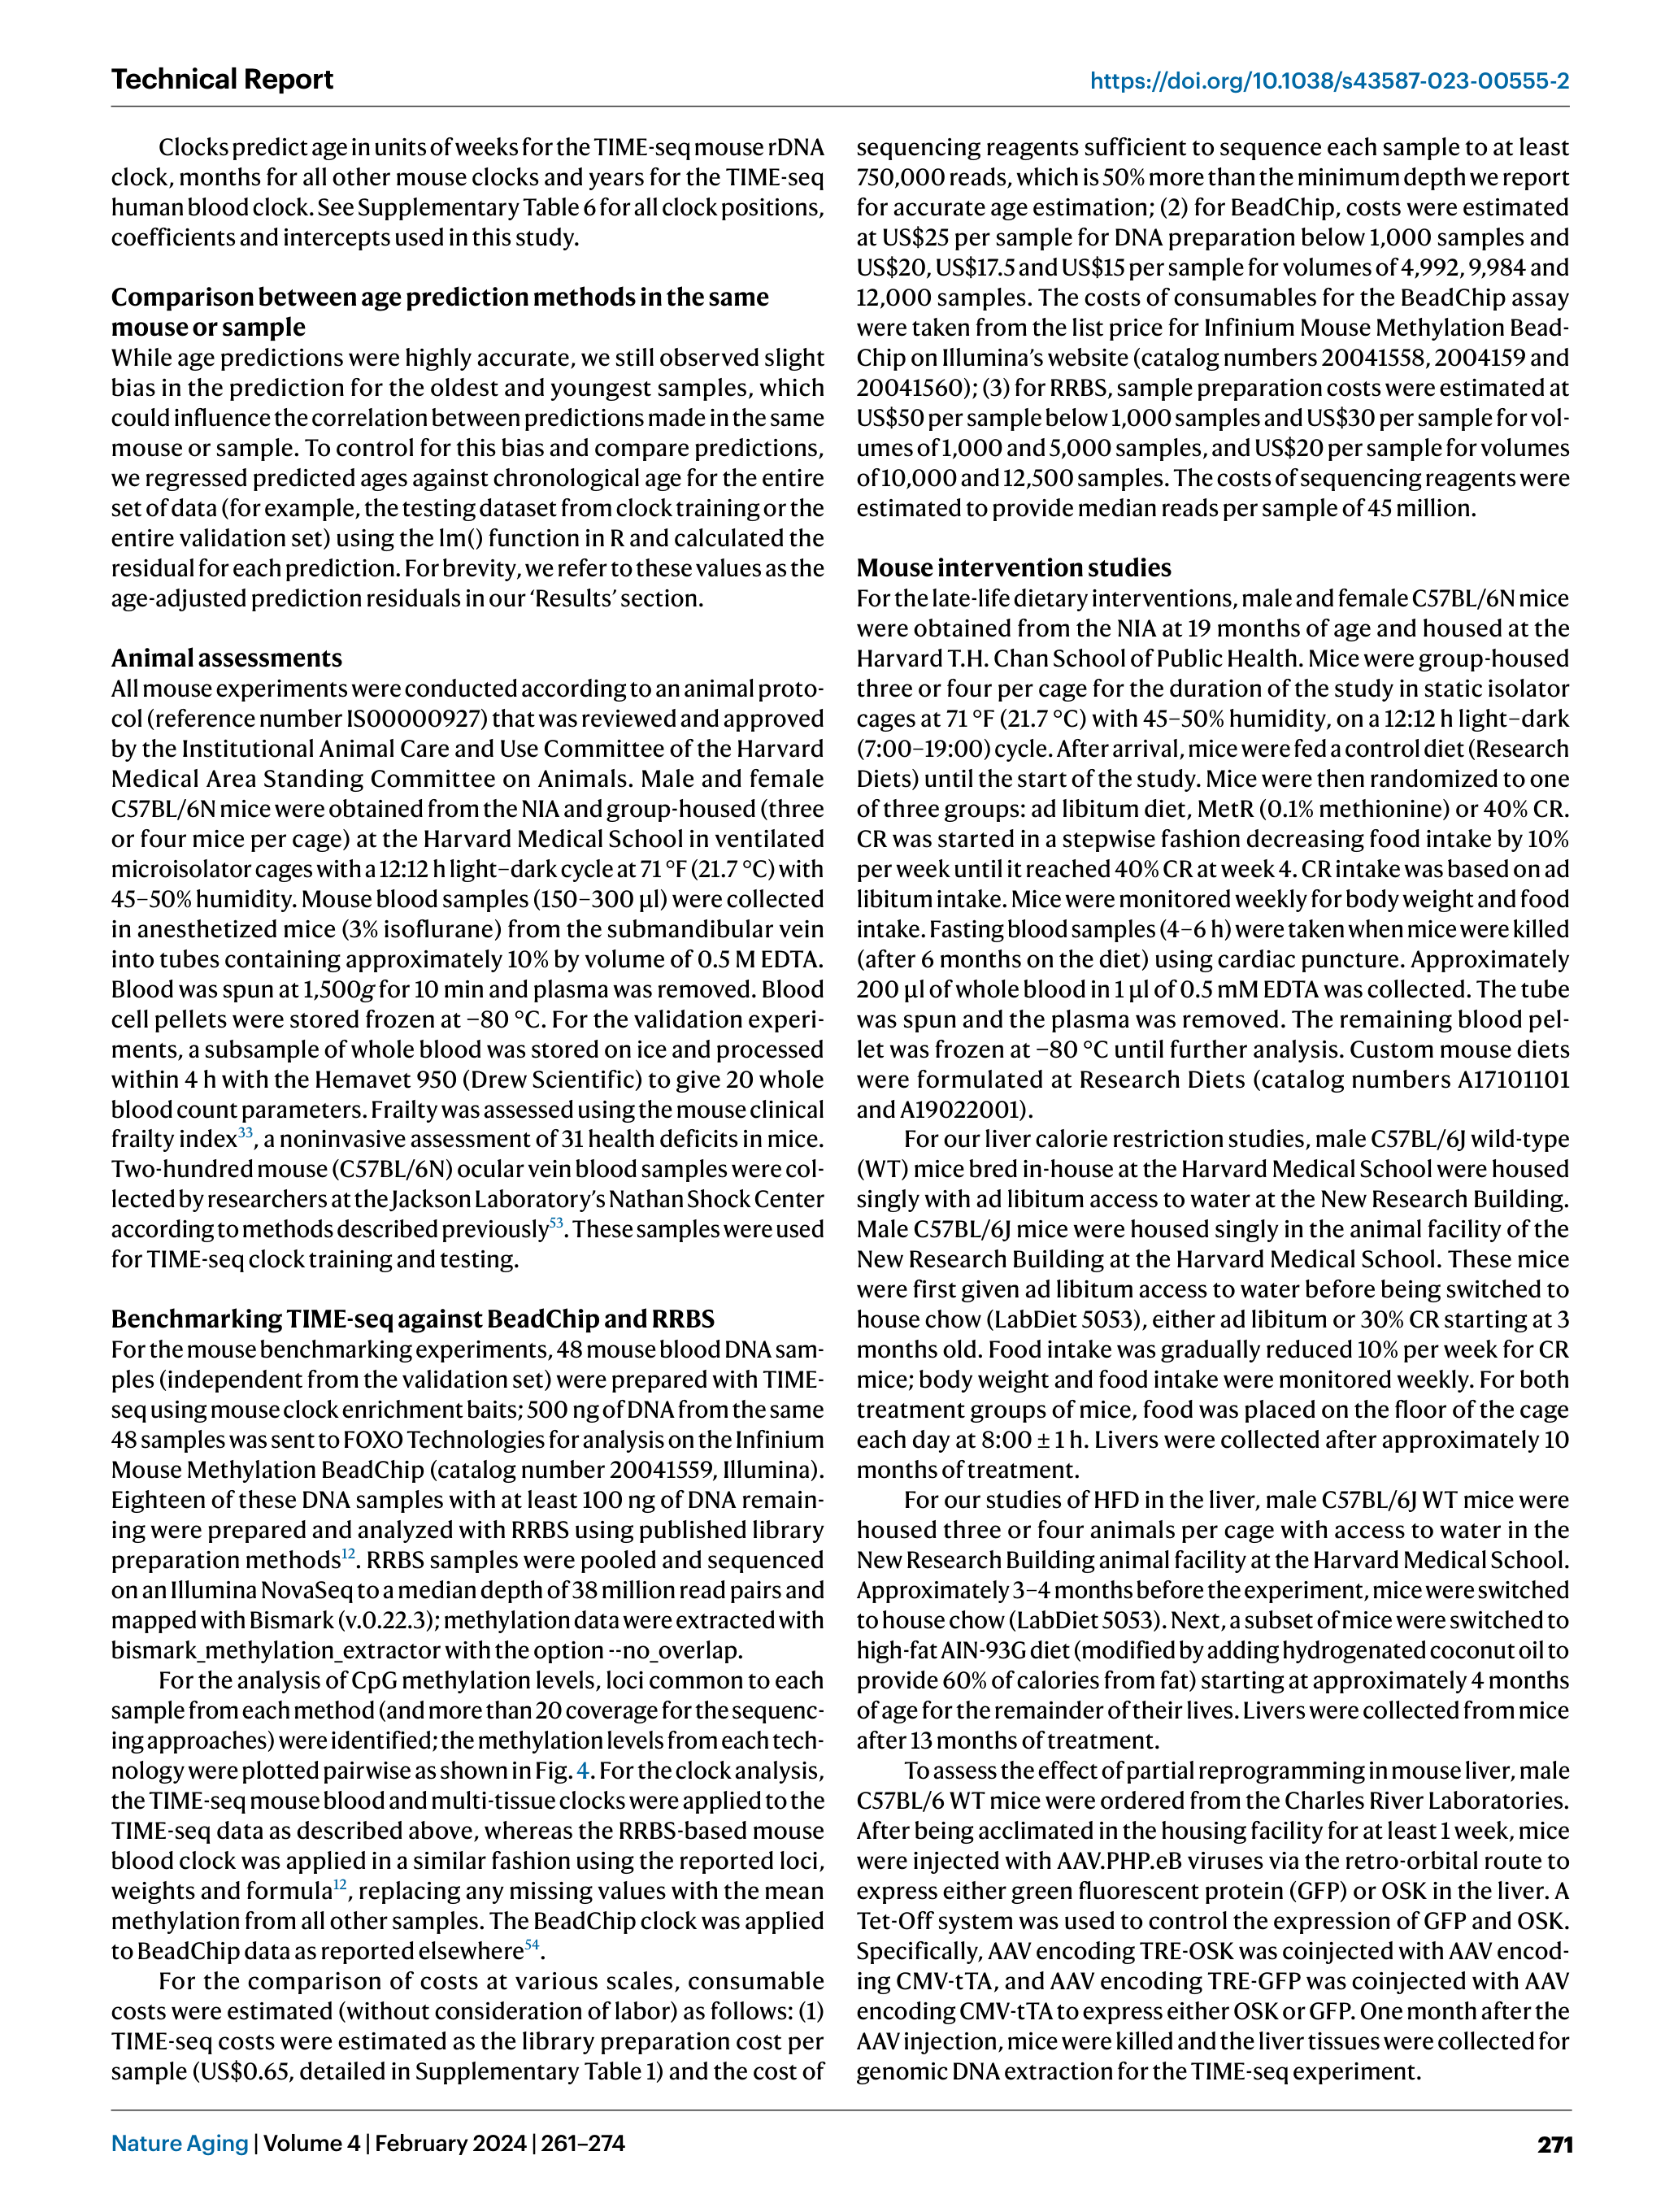 Technical Report
https://doi.org/10.1038/s43587-023-00555-2
Clocks predict age in units of weeks for the TIME-seq mouse rDNA
clock, months for all other mouse clocks and years for the TIME-seq
human blood clock. See Supplementary Table 6 for all clock positions,
coefficients and intercepts used in this study.
Comparison between age prediction methods in the same
mouse or sample
While age predictions were highly accurate, we still observed slight
bias in the prediction for the oldest and youngest samples, which
could influence the correlation between predictions made in the same
mouse or sample. To control for this bias and compare predictions,
we regressed predicted ages against chronological age for the entire
set of data (for example, the testing dataset from clock training or the
entire validation set) using the lm() function in R and calculated the
residual for each prediction. For brevity, we refer to these values as the
age-adjusted prediction residuals in our ‘Results’ section.
Animal assessments
All mouse experiments were conducted according to an animal proto-
col (reference number IS00000927) that was reviewed and approved
by the Institutional Animal Care and Use Committee of the Harvard
Medical Area Standing Committee on Animals. Male and female
C57BL/6N mice were obtained from the NIA and group-housed (three
or four mice per cage) at the Harvard Medical School in ventilated
microisolator cages with a 12:12 h light–dark cycle at 71 °F (21.7 °C) with
45–50% humidity. Mouse blood samples (150–300 µl) were collected
in anesthetized mice (3% isoflurane) from the submandibular vein
into tubes containing approximately 10% by volume of 0.5 M EDTA.
Blood was spun at 1,500g for 10 min and plasma was removed. Blood
cell pellets were stored frozen at −80 °C. For the validation experi-
ments, a subsample of whole blood was stored on ice and processed
within 4 h with the Hemavet 950 (Drew Scientific) to give 20 whole
blood count parameters. Frailty was assessed using the mouse clinical
frailty index33, a noninvasive assessment of 31 health deficits in mice.
Two-hundred mouse (C57BL/6N) ocular vein blood samples were col-
lected by researchers at the Jackson Laboratory’s Nathan Shock Center
according to methods described previously53. These samples were used
for TIME-seq clock training and testing.
Benchmarking TIME-seq against BeadChip and RRBS
For the mouse benchmarking experiments, 48 mouse blood DNA sam-
ples (independent from the validation set) were prepared with TIME-
seq using mouse clock enrichment baits; 500 ng of DNA from the same
48 samples was sent to FOXO Technologies for analysis on the Infinium
Mouse Methylation BeadChip (catalog number 20041559, Illumina).
Eighteen of these DNA samples with at least 100 ng of DNA remain-
ing were prepared and analyzed with RRBS using published library
preparation methods12. RRBS samples were pooled and sequenced
on an Illumina NovaSeq to a median depth of 38 million read pairs and
mapped with Bismark (v.0.22.3); methylation data were extracted with
bismark_methylation_extractor with the option --no_overlap.
For the analysis of CpG methylation levels, loci common to each
sample from each method (and more than 20 coverage for the sequenc-
ing approaches) were identified; the methylation levels from each tech-
nology were plotted pairwise as shown in Fig. 4. For the clock analysis,
the TIME-seq mouse blood and multi-tissue clocks were applied to the
TIME-seq data as described above, whereas the RRBS-based mouse
blood clock was applied in a similar fashion using the reported loci,
weights and formula12, replacing any missing values with the mean
methylation from all other samples. The BeadChip clock was applied
to BeadChip data as reported elsewhere54.
For the comparison of costs at various scales, consumable
costs were estimated (without consideration of labor) as follows: (1)
TIME-seq costs were estimated as the library preparation cost per
sample (US$0.65, detailed in Supplementary Table 1) and the cost of
sequencing reagents sufficient to sequence each sample to at least
750,000 reads, which is 50% more than the minimum depth we report
for accurate age estimation; (2) for BeadChip, costs were estimated
at US$25 per sample for DNA preparation below 1,000 samples and
US$20, US$17.5 and US$15 per sample for volumes of 4,992, 9,984 and
12,000 samples. The costs of consumables for the BeadChip assay
were taken from the list price for Infinium Mouse Methylation Bead-
Chip on Illumina’s website (catalog numbers 20041558, 2004159 and
20041560); (3) for RRBS, sample preparation costs were estimated at
US$50 per sample below 1,000 samples and US$30 per sample for vol-
umes of 1,000 and 5,000 samples, and US$20 per sample for volumes
of 10,000 and 12,500 samples. The costs of sequencing reagents were
estimated to provide median reads per sample of 45 million.
Mouse intervention studies
For the late-life dietary interventions, male and female C57BL/6N mice
were obtained from the NIA at 19 months of age and housed at the
Harvard T.H. Chan School of Public Health. Mice were group-housed
three or four per cage for the duration of the study in static isolator
cages at 71 °F (21.7 °C) with 45–50% humidity, on a 12:12 h light–dark
(7:00–19:00) cycle. After arrival, mice were fed a control diet (Research
Diets) until the start of the study. Mice were then randomized to one
of three groups: ad libitum diet, MetR (0.1% methionine) or 40% CR.
CR was started in a stepwise fashion decreasing food intake by 10%
per week until it reached 40% CR at week 4. CR intake was based on ad
libitum intake. Mice were monitored weekly for body weight and food
intake. Fasting blood samples (4–6 h) were taken when mice were killed
(after 6 months on the diet) using cardiac puncture. Approximately
200 µl of whole blood in 1 µl of 0.5 mM EDTA was collected. The tube
was spun and the plasma was removed. The remaining blood pel-
let was frozen at −80 °C until further analysis. Custom mouse diets
were formulated at Research Diets (catalog numbers A17101101
and A19022001).
For our liver calorie restriction studies, male C57BL/6J wild-type
(WT) mice bred in-house at the Harvard Medical School were housed
singly with ad libitum access to water at the New Research Building.
Male C57BL/6J mice were housed singly in the animal facility of the
New Research Building at the Harvard Medical School. These mice
were first given ad libitum access to water before being switched to
house chow (LabDiet 5053), either ad libitum or 30% CR starting at 3
months old. Food intake was gradually reduced 10% per week for CR
mice; body weight and food intake were monitored weekly. For both
treatment groups of mice, food was placed on the floor of the cage
each day at 8:00 ± 1 h. Livers were collected after approximately 10
months of treatment.
For our studies of HFD in the liver, male C57BL/6J WT mice were
housed three or four animals per cage with access to water in the
New Research Building animal facility at the Harvard Medical School.
Approximately 3–4 months before the experiment, mice were switched
to house chow (LabDiet 5053). Next, a subset of mice were switched to
high-fat AIN-93G diet (modified by adding hydrogenated coconut oil to
provide 60% of calories from fat) starting at approximately 4 months
of age for the remainder of their lives. Livers were collected from mice
after 13 months of treatment.
To assess the effect of partial reprogramming in mouse liver, male
C57BL/6 WT mice were ordered from the Charles River Laboratories.
After being acclimated in the housing facility for at least 1 week, mice
were injected with AAV.PHP.eB viruses via the retro-orbital route to
express either green fluorescent protein (GFP) or OSK in the liver. A
Tet-Off system was used to control the expression of GFP and OSK.
Specifically, AAV encoding TRE-OSK was coinjected with AAV encod-
ing CMV-tTA, and AAV encoding TRE-GFP was coinjected with AAV
encoding CMV-tTA to express either OSK or GFP. One month after the
AAV injection, mice were killed and the liver tissues were collected for
genomic DNA extraction for the TIME-seq experiment.
Nature Aging | Volume 4 | February 2024 | 261–274
271